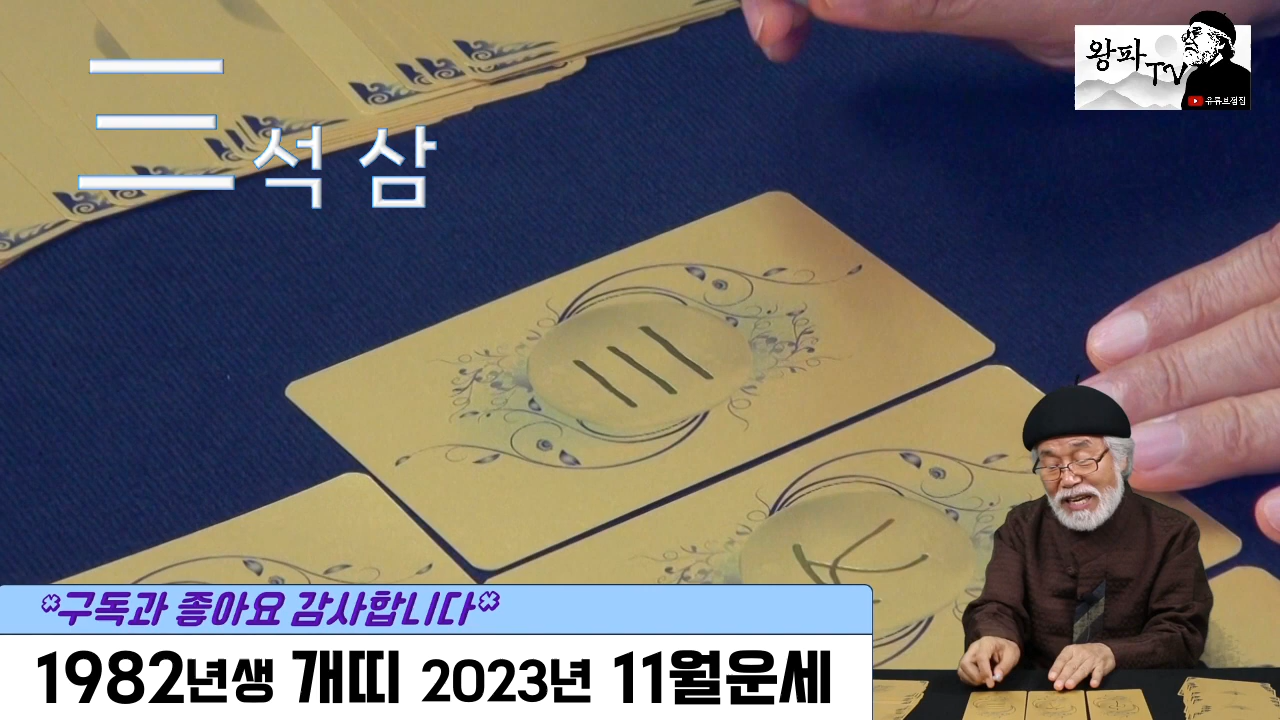 三 석 삼
왕파TV
유튜브점집
三
*구독과 좋아요 감사합니다*
1982년생 개띠 2023년 11월운세